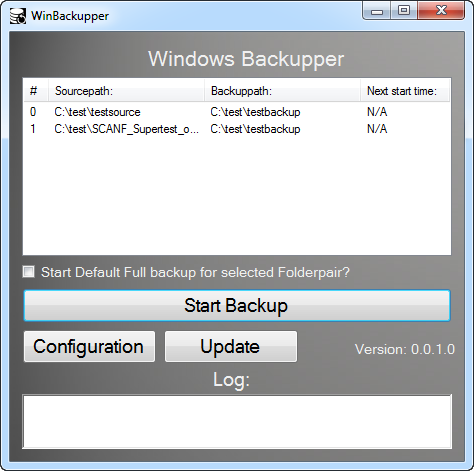 WinBackupper
Windows Backupper
# Sourcepath: Backuppath: Next start time:
0 C:\test\testsource C:\test\testbackup N/A
1 C:\test\SCANF_Supertest_o... C:\test\testbackup N/A
Start Default Full backup for selected Folderpair?
Start Backup
Configuration Update Version: 0.0.1.0
Log: